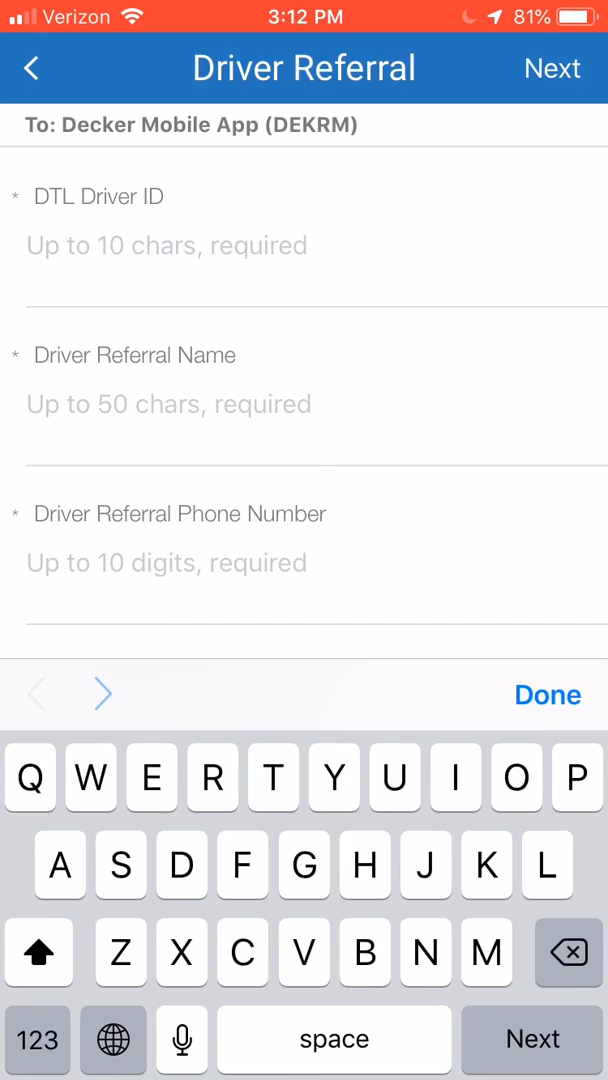 Verizon 3:12 PM 81%
Driver Referral Next
To: Decker Mobile App (DEKRM)
* DTL Driver ID
Up to 10 chars, required
* Driver Referral Name
Up to 50 chars, required
* Driver Referral Phone Number
Up to 10 digits, required
Done
Q W E R T Y U I O P
A S D F G H J K L
Z X C V B N M
123 space Next